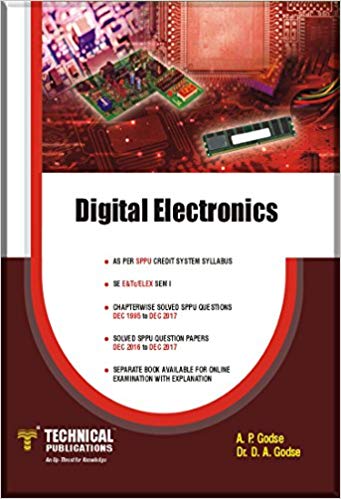 Digital Electronics
AS PER SPPU CREDIT SYSTEM SYLLABUS
SE E&Tc/ELEX SEM I
CHAPTERWISE SOLVED SPPU QUESTIONS
DEC 1995 to DEC 2017
SOLVED SPPU QUESTION PAPERS
DEC 2016 to DEC 2017
SEPARATE BOOK AVAILABLE FOR ONLINE
EXAMINATION WITH EXPLANATION
A. P. Godse
Dr. D. A. Godse
TECHNICAL
PUBLICATIONS
An Up-Thrust for Knowledge